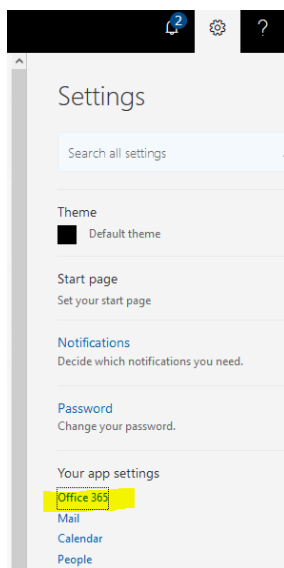 2
?
Settings
Search all settings
Theme
Default theme
Start page
Set your start page
Notifications
Decide which notifications you need.
Password
Change your password.
Your app settings
Office 365
Mail
Calendar
People